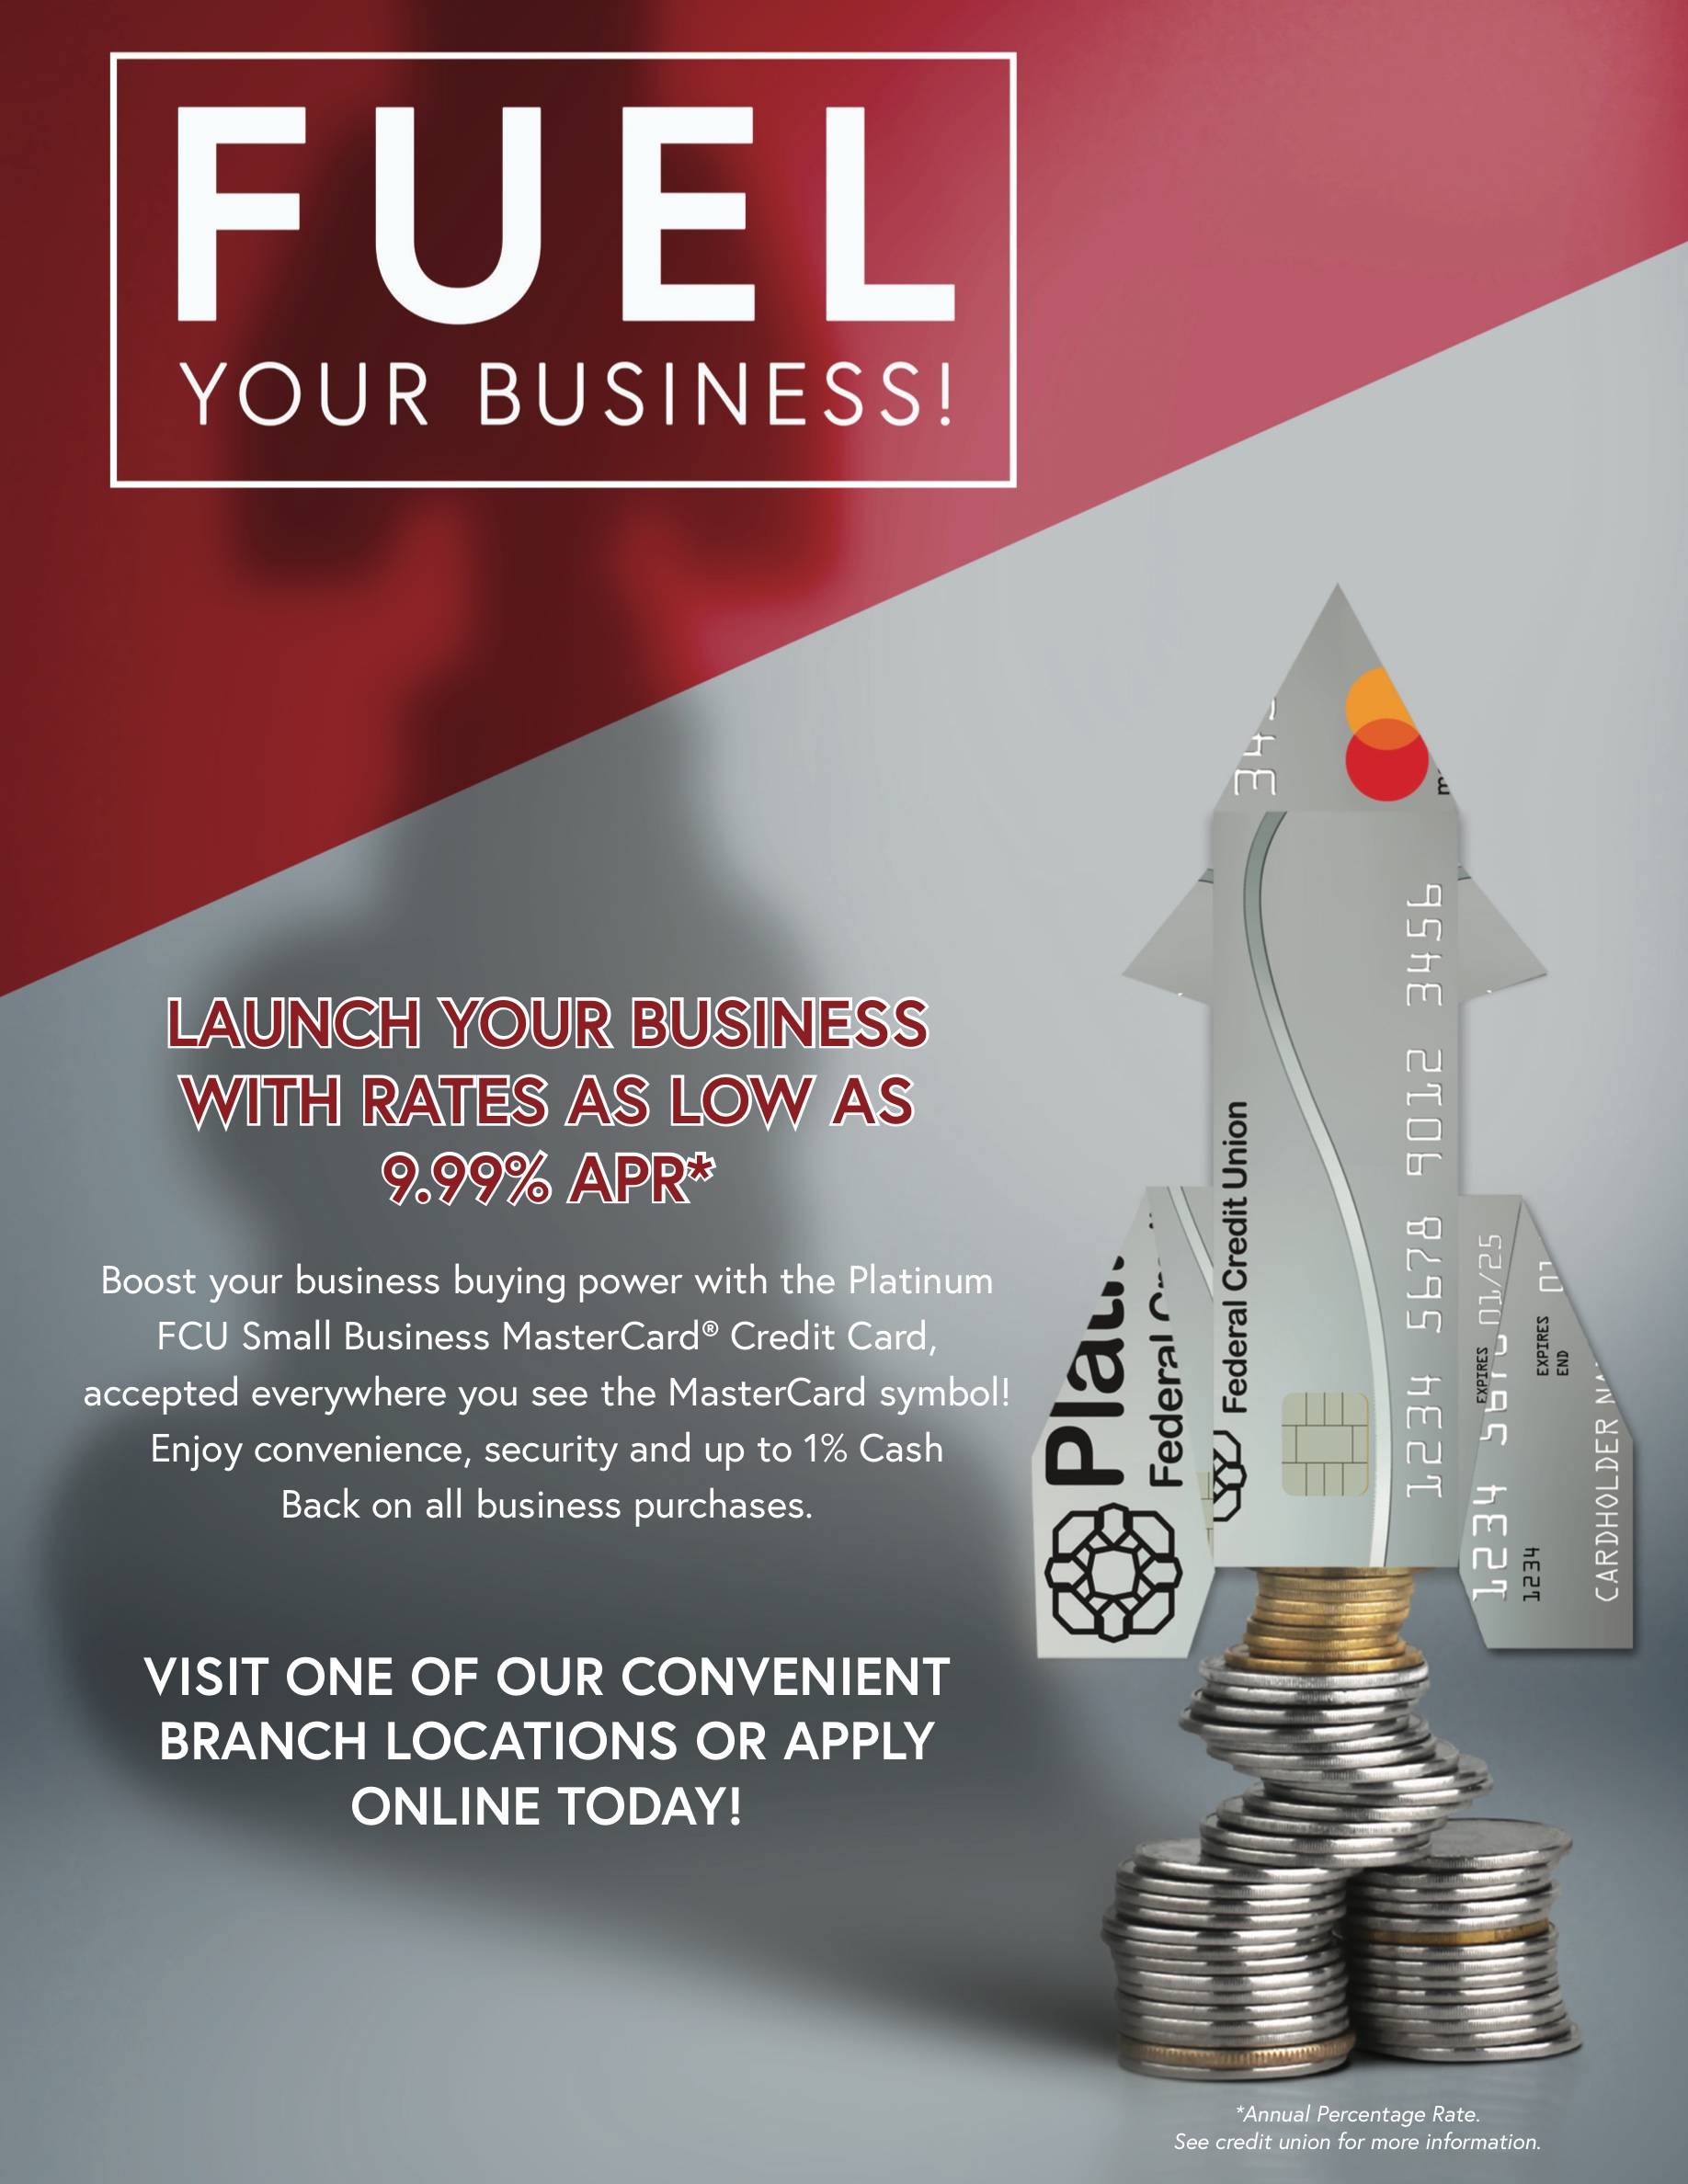 FUEL
YOUR BUSINESS!
LAUNCH YOUR BUSINESS
WITH RATES AS LOW AS
9.99% APR*
Boost your business buying power with the Platinum
FCU Small Business MasterCard® Credit Card,
accepted everywhere you see the MasterCard symbol!
Enjoy convenience, security and up to 1% Cash
Back on all business purchases.
VISIT ONE OF OUR CONVENIENT
BRANCH LOCATIONS OR APPLY
ONLINE TODAY!
Federal Credit Union
1234 5678 9012 3456
Federal
EXPIRES 01/25
1234
1234
EXPIRES
END
01
CARDHOLDER
*Annual Percentage Rate.
See credit union for more information.